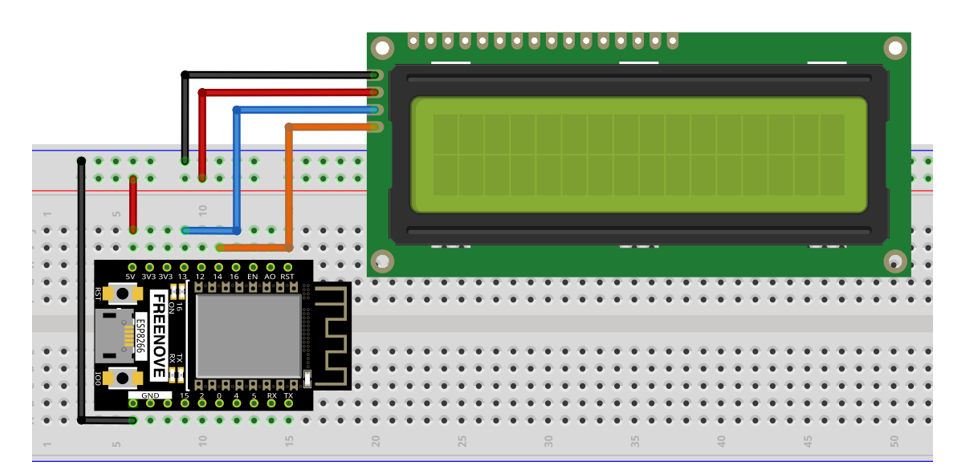 1 5 10
5V 3V3 3V3 13 12 14 16 EN AO RST
RST
ON
16
FREENOVE
ESP8266
TX
RX
IO0
GND 15 2 0 4 5 RX TX
1 5 10 15 20 25 30 35 40 45 50